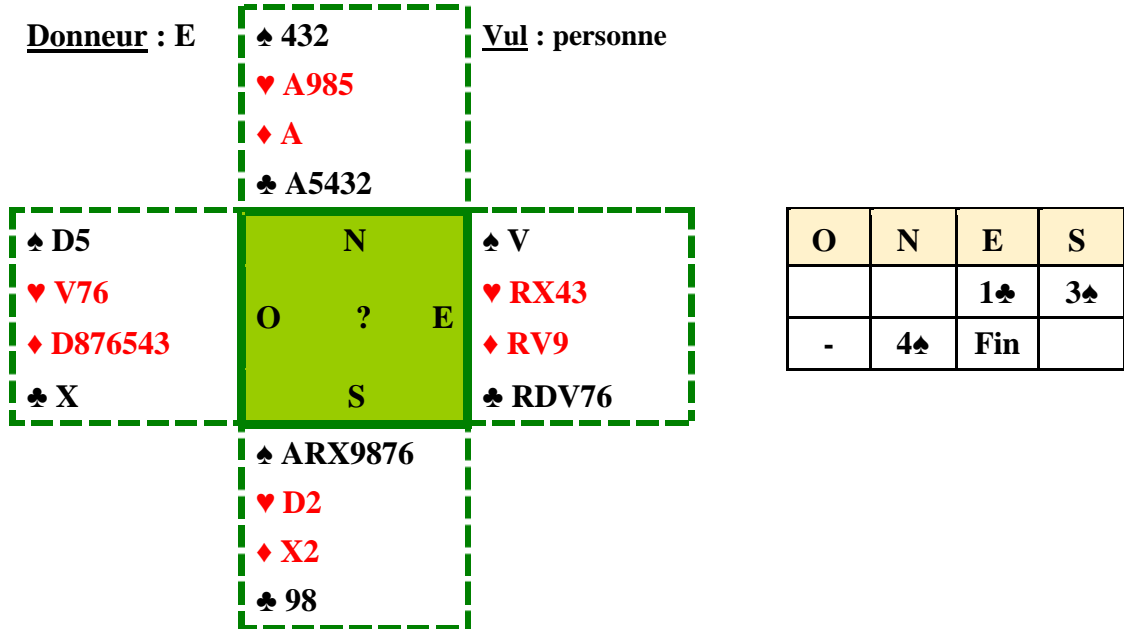 Donneur : E
♠ 432
♥ A985
♦ A
♣ A5432
Vul : personne
♠ D5
♥ V76
♦ D876543
♣ X
N
O ? E
S
♠ V
♥ RX43
♦ RV9
♣ RDV76
♠ ARX9876
♥ D2
♦ X2
♣ 98
O N E S
1♣ 3♠
- 4♠ Fin